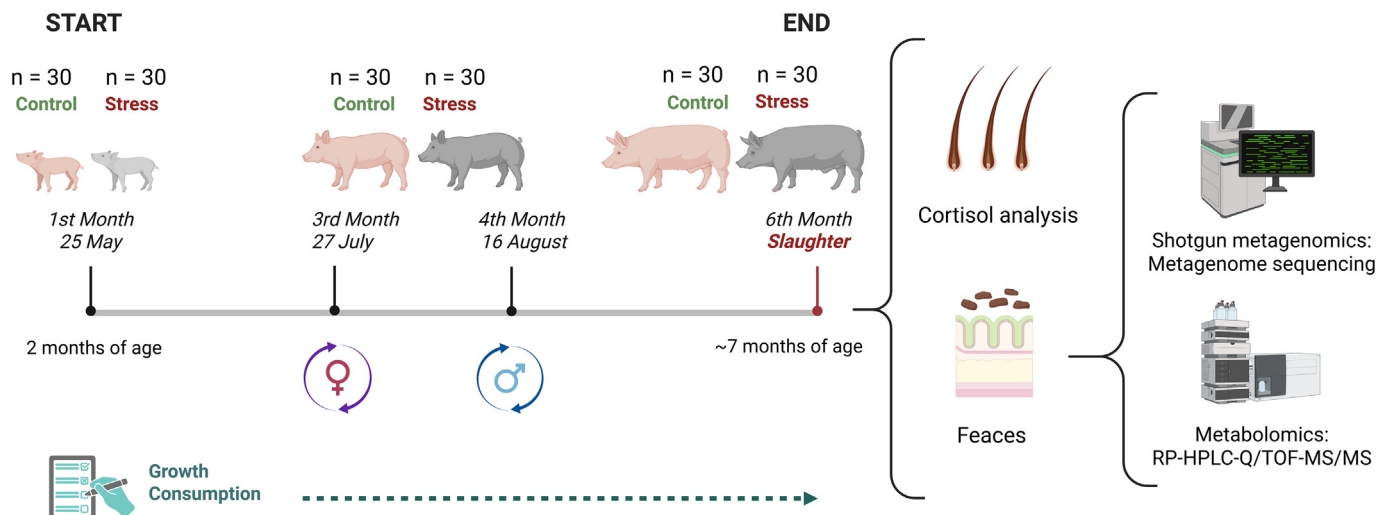 START
END
n = 30
n = 30
Control
Stress
n = 30
n = 30
Control
Stress
n = 30
n = 30
Control
Stress
1st Month
25 May
3rd Month
27 July
4th Month
16 August
6th Month
Slaughter
2 months of age
~7 months of age
Growth
Consumption
Cortisol analysis
Feaces
Shotgun metagenomics:
Metagenome sequencing
Metabolomics:
RP-HPLC-Q/TOF-MS/MS